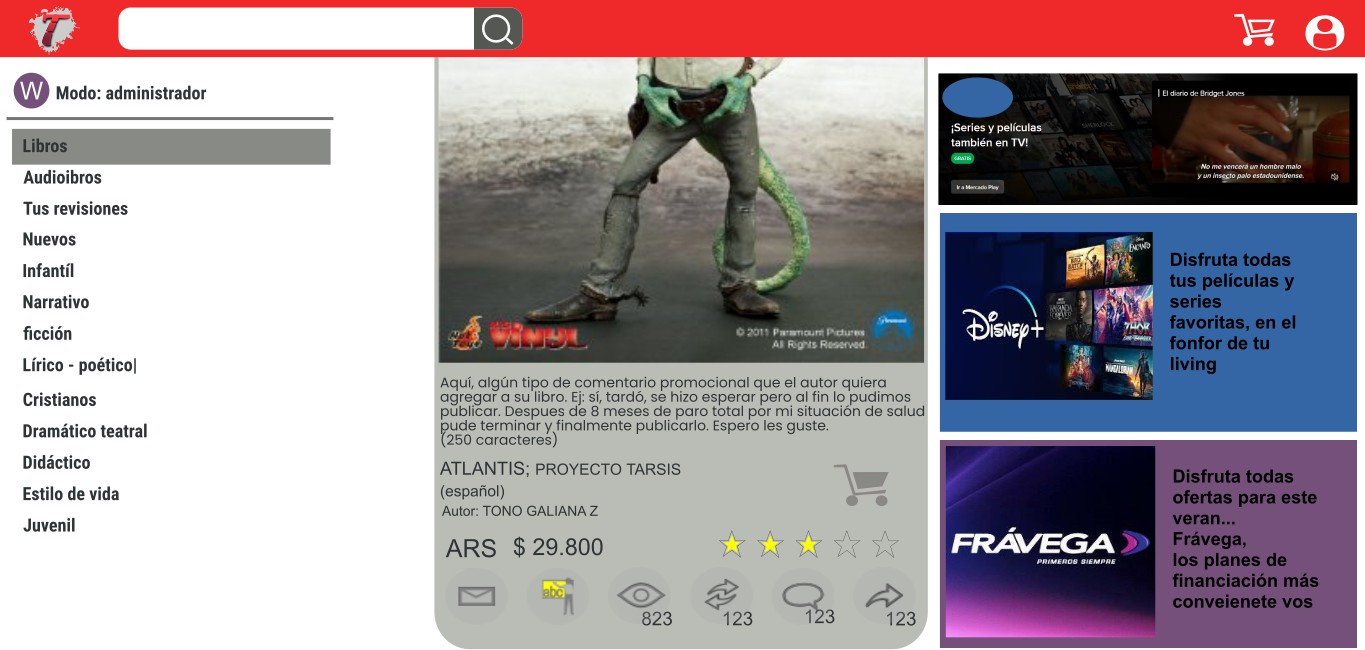 T
W Modo: administrador
Libros
Audioibros
Tus revisiones
Nuevos
Infantíl
Narrativo
ficción
Lírico - poético|
Cristianos
Dramático teatral
Didáctico
Estilo de vida
Juvenil
VINYL
© 2011 Paramount Pictures.
All Rights Reserved.
Paramount
Aquí, algún tipo de comentario promocional que el autor quiera
agregar a su libro. Ej: sí, tardó, se hizo esperar pero al fin lo pudimos
publicar. Despues de 8 meses de paro total por mi situación de salud
pude terminar y finalmente publicarlo. Espero les guste.
(250 caracteres)
ATLANTIS; PROYECTO TARSIS
(español)
Autor: TONO GALIANA Z
ARS $ 29.800
abc
823
123
123
123
¡Series y películas
también en TV!
GRATIS
Ir a Mercado Play
El diario de Bridget Jones
No me vencerá un hombre malo
y un insecto palo estadounidense.
Disney+
ENCANTO
THOR
Disfruta todas
tus películas y
series
favoritas, en el
fonfor de tu
living
FRÁVEGA
PRIMEROS SIEMPRE
Disfruta todas
ofertas para este
veran...
Frávega,
los planes de
financiación más
conveienete vos